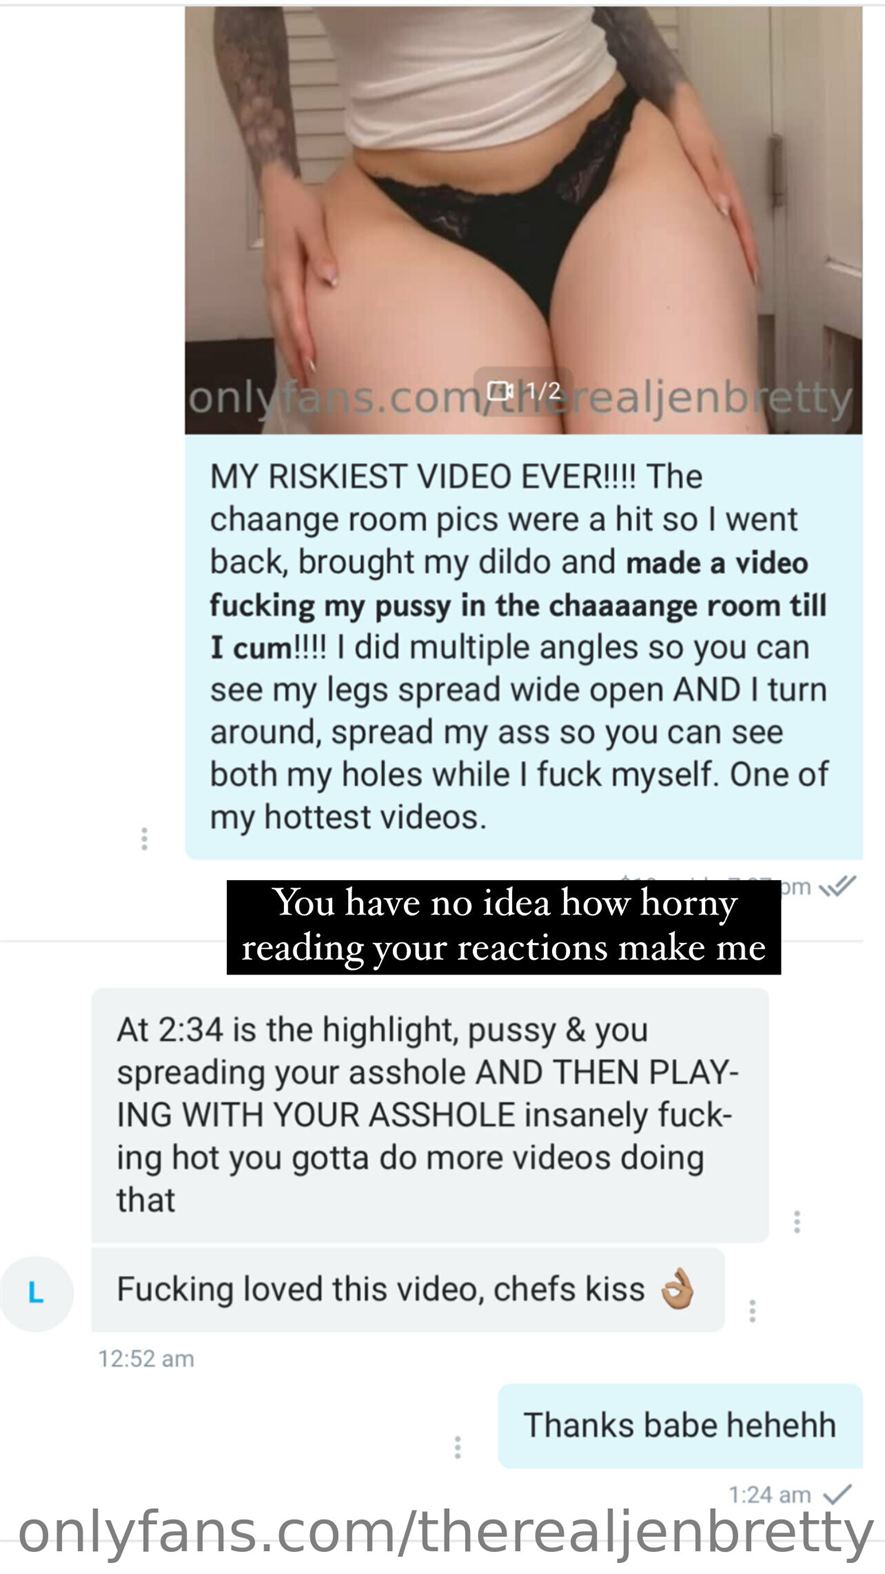 onlyfans.com/therealjenbretty
1/2
MY RISKIEST VIDEO EVER!!!! The
chaange room pics were a hit so I went
back, brought my dildo and made a video
fucking my pussy in the chaaaange room till
I cum!!!! I did multiple angles so you can
see my legs spread wide open AND I turn
around, spread my ass so you can see
both my holes while I fuck myself. One of
my hottest videos.
pm
You have no idea how horny
reading your reactions make me
At 2:34 is the highlight, pussy & you
spreading your asshole AND THEN PLAY-
ING WITH YOUR ASSHOLE insanely fuck-
ing hot you gotta do more videos doing
that
L
Fucking loved this video, chefs kiss 👌🏽
12:52 am
Thanks babe hehehh
1:24 am
onlyfans.com/therealjenbretty